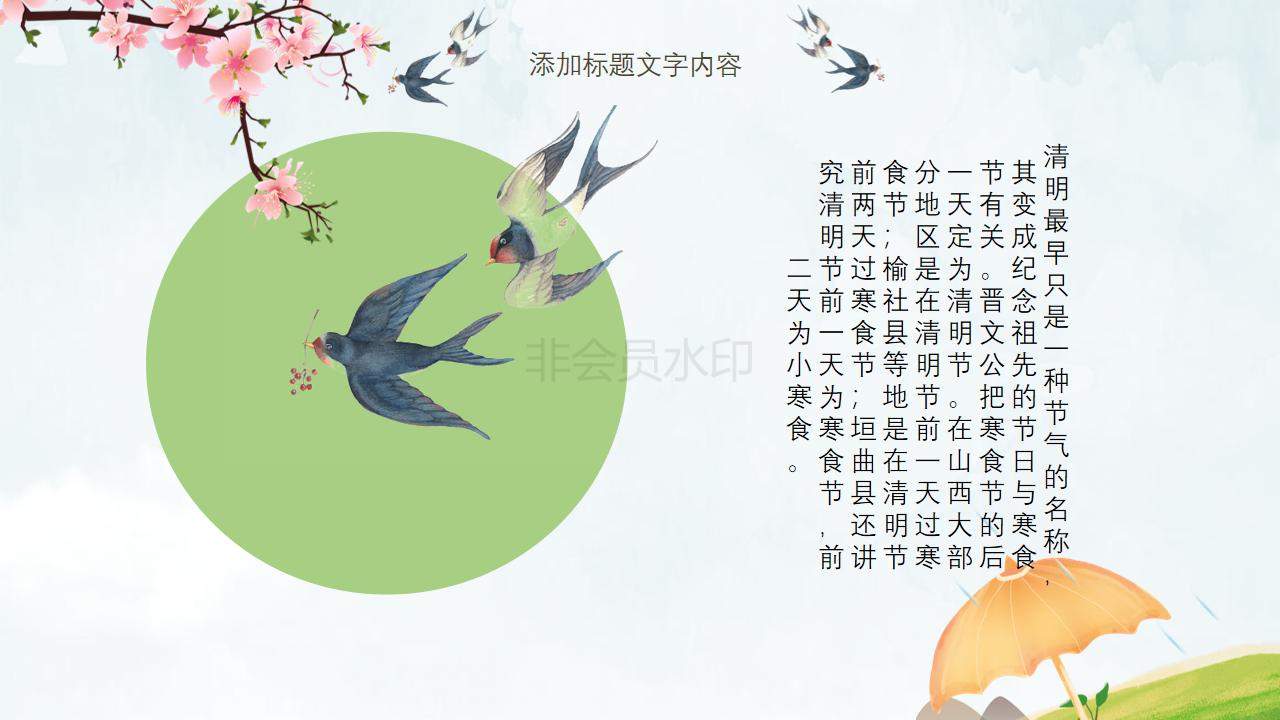 添加标题文字内容
清明最早只是一种节气的名称，
其变成纪念祖先的节日与寒食
节有关。晋文公把寒食节的后
一天定为清明节。在山西大部
分地区是在清明节前一天过寒
食节；榆社县等地是在清明节
前两天过寒食节；垣曲县还讲
究清明节前一天为寒食节，前
二天为小寒食。
非会员水印